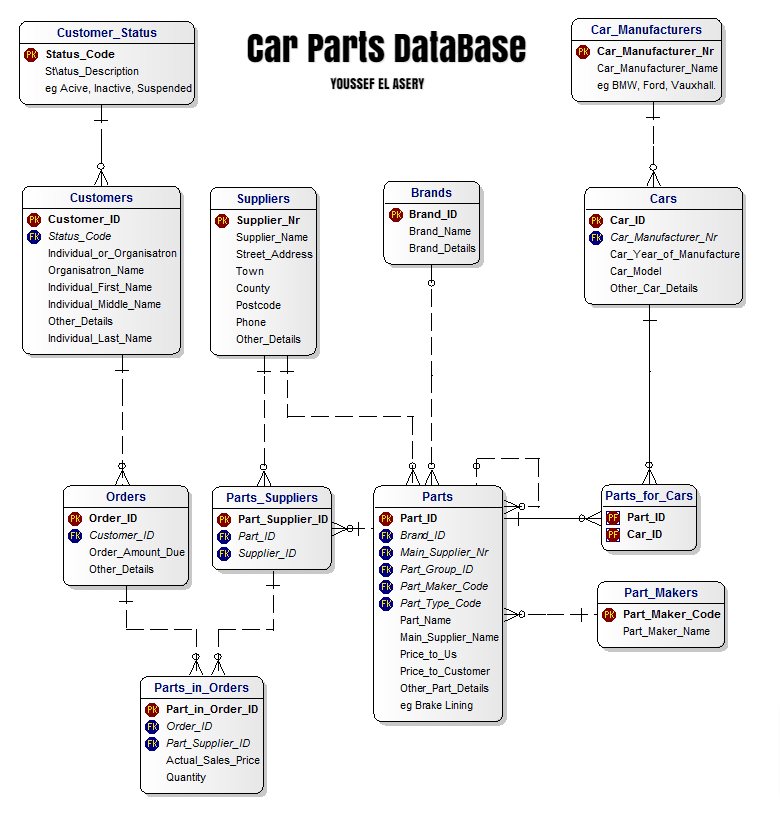 Car Parts DataBase
YOUSSEF EL ASERY
Customer_Status
PK Status_Code
St\atus_Description
eg Acive, Inactive, Suspended
Car_Manufacturers
PK Car_Manufacturer_Nr
Car_Manufacturer_Name
eg BMW, Ford, Vauxhall.
Customers
PK Customer_ID
FK Status_Code
Individual_or_Organisatron
Organisatron_Name
Individual_First_Name
Individual_Middle_Name
Other_Details
Individual_Last_Name
Suppliers
PK Supplier_Nr
Supplier_Name
Street_Address
Town
County
Postcode
Phone
Other_Details
Brands
PK Brand_ID
Brand_Name
Brand_Details
Cars
PK Car_ID
FK Car_Manufacturer_Nr
Car_Year_of_Manufacture
Car_Model
Other_Car_Details
Orders
PK Order_ID
FK Customer_ID
Order_Amount_Due
Other_Details
Parts_Suppliers
PK Part_Supplier_ID
FK Part_ID
FK Supplier_ID
Parts
PK Part_ID
FK Brand_ID
FK Main_Supplier_Nr
FK Part_Group_ID
FK Part_Maker_Code
FK Part_Type_Code
Part_Name
Main_Supplier_Name
Price_to_Us
Price_to_Customer
Other_Part_Details
eg Brake Lining
Parts_for_Cars
PF Part_ID
PF Car_ID
Part_Makers
PK Part_Maker_Code
Part_Maker_Name
Parts_in_Orders
PK Part_in_Order_ID
FK Order_ID
FK Part_Supplier_ID
Actual_Sales_Price
Quantity